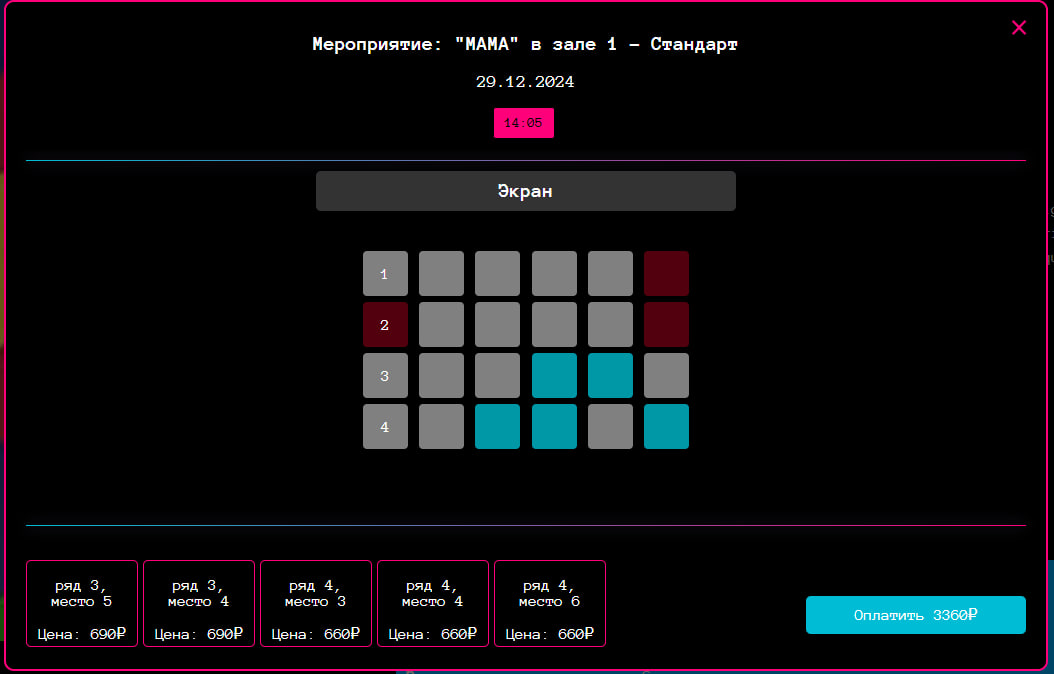 Мероприятие: "МАМА" в зале 1 - Стандарт
29.12.2024
14:05
Экран
1
2
3
4
ряд 3,
место 5
Цена: 690₽
ряд 3,
место 4
Цена: 690₽
ряд 4,
место 3
Цена: 660₽
ряд 4,
место 4
Цена: 660₽
ряд 4,
место 6
Цена: 660₽
Оплатить 3360₽